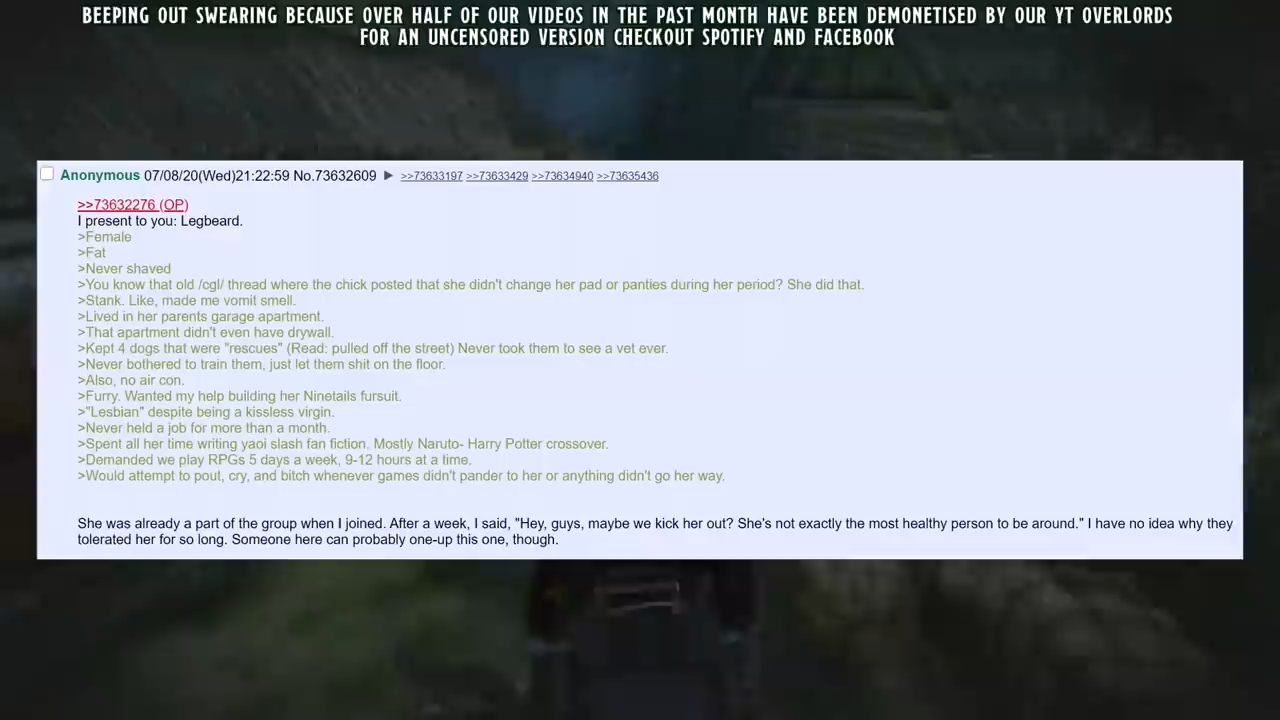 BEEPING OUT SWEARING BECAUSE OVER HALF OF OUR VIDEOS IN THE PAST MONTH HAVE BEEN DEMONETISED BY OUR YT OVERLORDS
FOR AN UNCENSORED VERSION CHECKOUT SPOTIFY AND FACEBOOK
Anonymous 07/08/20(Wed)21:22:59 No.73632609 ▶ >>73633197 >>73633429 >>73634940 >>73635436
>>73632276 (OP)
I present to you: Legbeard.
>Female
>Fat
>Never shaved
>You know that old /cgl/ thread where the chick posted that she didn't change her pad or panties during her period? She did that.
>Stank. Like, made me vomit smell.
>Lived in her parents garage apartment.
>That apartment didn't even have drywall.
>Kept 4 dogs that were "rescues" (Read: pulled off the street) Never took them to see a vet ever.
>Never bothered to train them, just let them shit on the floor.
>Also, no air con.
>Furry. Wanted my help building her Ninetails fursuit.
>"Lesbian" despite being a kissless virgin.
>Never held a job for more than a month.
>Spent all her time writing yaoi slash fan fiction. Mostly Naruto- Harry Potter crossover.
>Demanded we play RPGs 5 days a week, 9-12 hours at a time.
>Would attempt to pout, cry, and bitch whenever games didn't pander to her or anything didn't go her way.
She was already a part of the group when I joined. After a week, I said, "Hey, guys, maybe we kick her out? She's not exactly the most healthy person to be around." I have no idea why they
tolerated her for so long. Someone here can probably one-up this one, though.